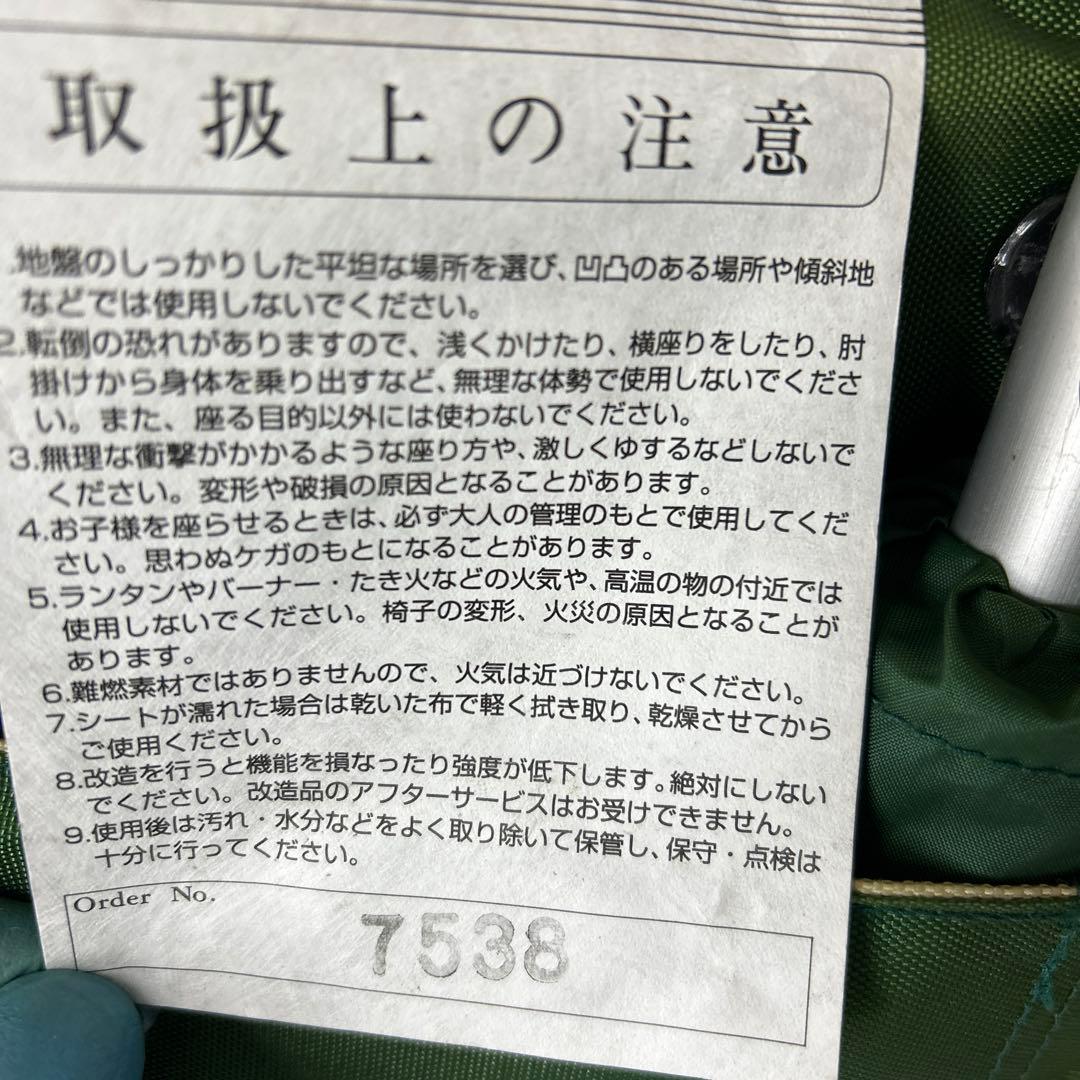 取扱上の注意
.地盤のしっかりした平坦な場所を選び、凹凸のある場所や傾斜地
などでは使用しないでください。
2.転倒の恐れがありますので、浅くかけたり、横座りをしたり、肘
掛けから身体を乗り出すなど、無理な体勢で使用しないでくださ
い。また、座る目的以外には使わないでください。
3.無理な衝撃がかかるような座り方や、激しくゆするなどしないで
ください。変形や破損の原因となることがあります。
4.お子様を座らせるときは、必ず大人の管理のもとで使用してくだ
さい。思わぬケガのもとになることがあります。
5.ランタンやバーナー・たき火などの火気や、高温の物の付近では
使用しないでください。椅子の変形、火災の原因となることが
あります。
6.難燃素材ではありませんので、火気は近づけないでください。
7.シートが濡れた場合は乾いた布で軽く拭き取り、乾燥させてから
ご使用ください。
8.改造を行うと機能を損なったり強度が低下します。絶対にしない
でください。改造品のアフターサービスはお受けできません。
9.使用後は汚れ・水分などをよく取り除いて保管し、保守・点検は
十分に行ってください。
Order No.
7538